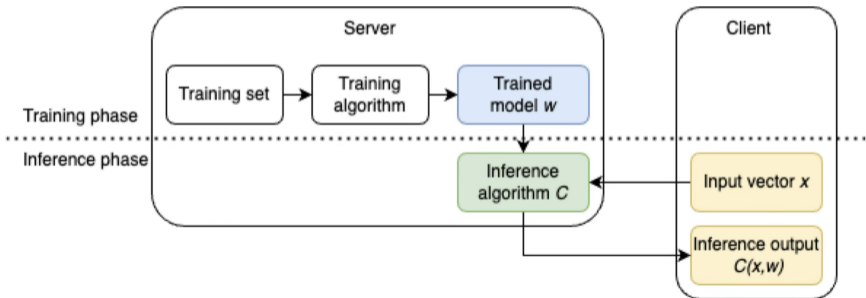 Server
Client
Training set
Training
algorithm
Trained
model w
Training phase
Inference phase
Inference
algorithm C
Input vector x
Inference output
C(x,w)